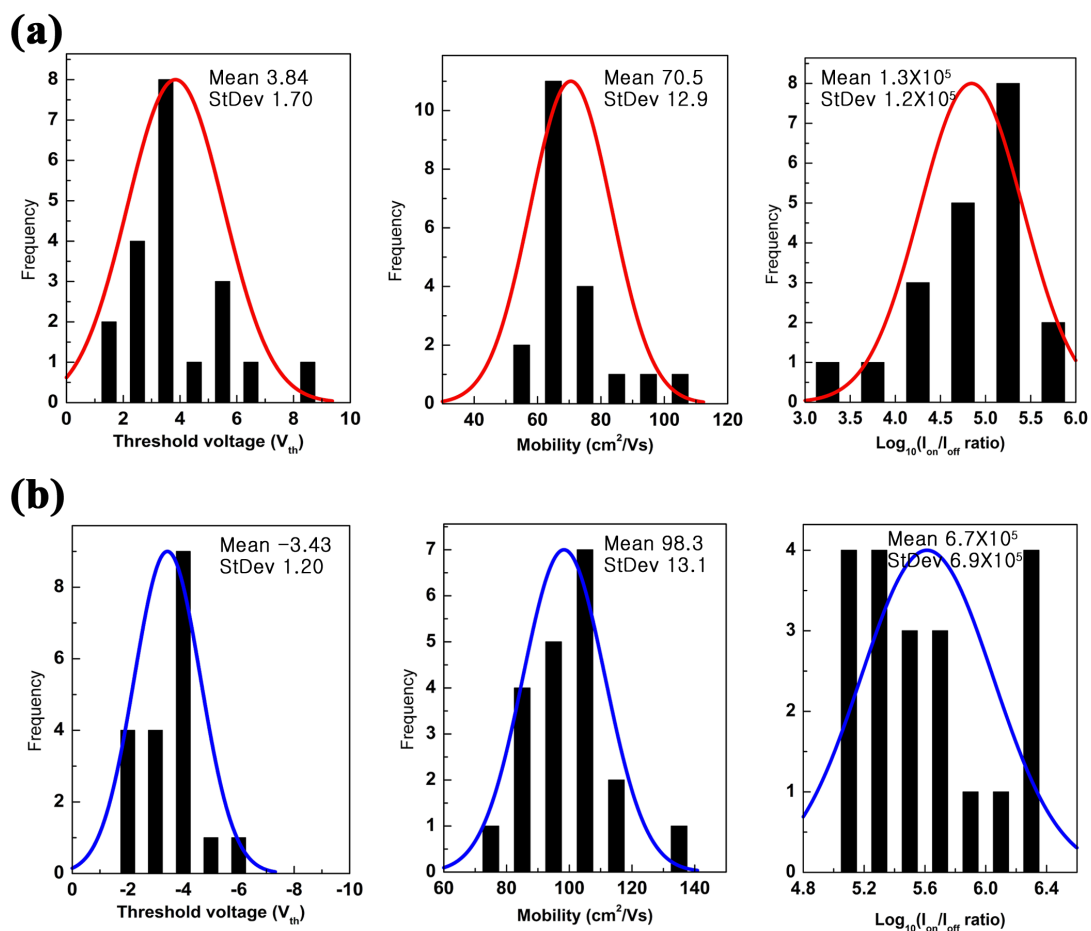 (a)
Mean 3.84
StDev 1.70
Frequency
8
7
6
5
4
3
2
1
0
0 2 4 6 8 10
Threshold voltage (Vth)
Mean 70.5
StDev 12.9
Frequency
10
8
6
4
2
0
40 60 80 100 120
Mobility (cm²/Vs)
Mean 1.3X10⁵
StDev 1.2X10⁵
Frequency
8
7
6
5
4
3
2
1
0
3.0 3.5 4.0 4.5 5.0 5.5 6.0
Log10(Ion/Ioff ratio)
(b)
Mean −3.43
StDev 1.20
Frequency
8
6
4
2
0
0 -2 -4 -6 -8 -10
Threshold voltage (Vth)
Mean 98.3
StDev 13.1
Frequency
7
6
5
4
3
2
1
0
60 80 100 120 140
Mobility (cm²/Vs)
Mean 6.7X10⁵
StDev 6.9X10⁵
Frequency
4
3
2
1
0
4.8 5.2 5.6 6.0 6.4
Log10(Ion/Ioff ratio)